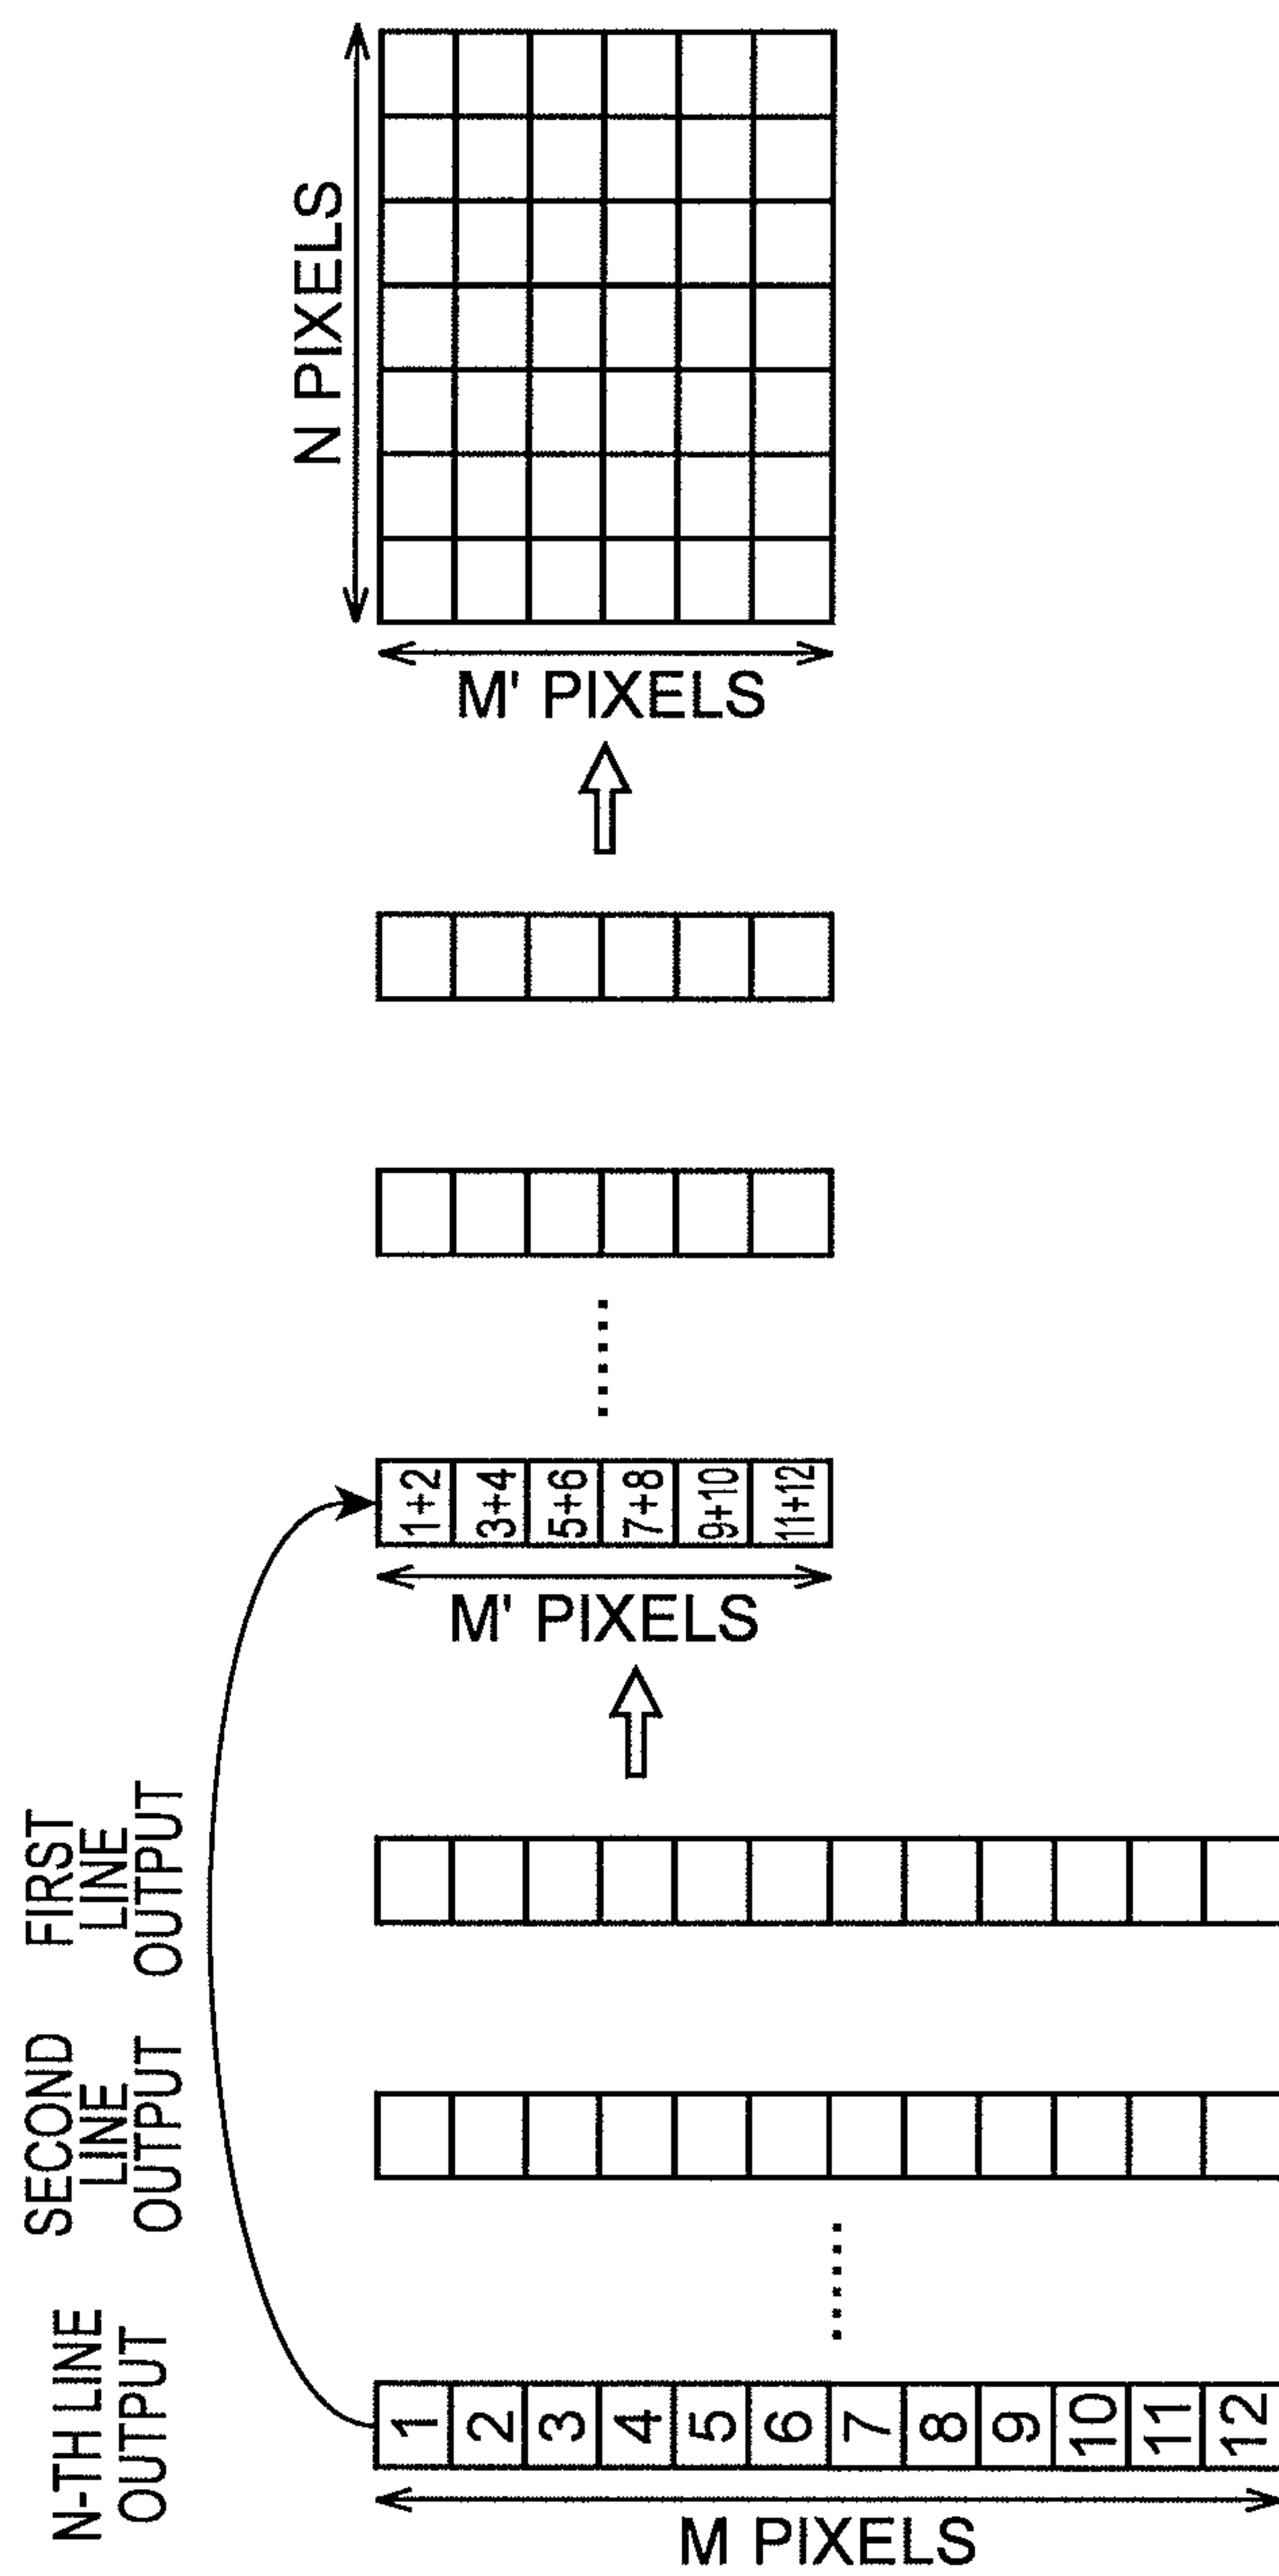 N PIXELS
M' PIXELS
1+2
3+4
5+6
7+8
9+10
11+12
M' PIXELS
FIRST
LINE
OUTPUT
SECOND
LINE
OUTPUT
N-TH LINE
OUTPUT
1
2
3
4
5
6
7
8
9
10
11
12
M PIXELS